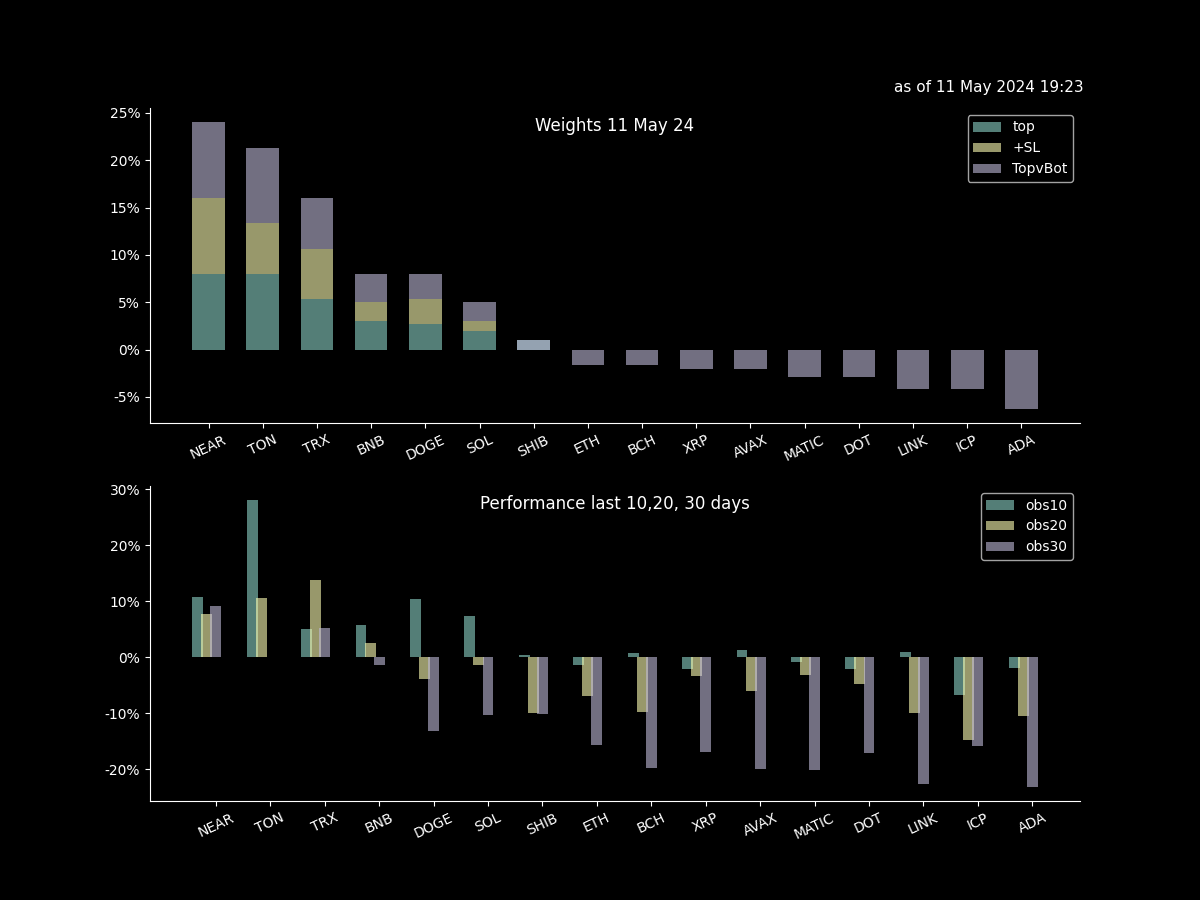 as of 11 May 2024 19:23
Weights 11 May 24
top
+SL
TopvBot
25%
20%
15%
10%
5%
0%
-5%
NEAR TON TRX BNB DOGE SOL SHIB ETH BCH XRP AVAX MATIC DOT LINK ICP ADA
Performance last 10,20, 30 days
obs10
obs20
obs30
30%
20%
10%
0%
-10%
-20%
NEAR TON TRX BNB DOGE SOL SHIB ETH BCH XRP AVAX MATIC DOT LINK ICP ADA